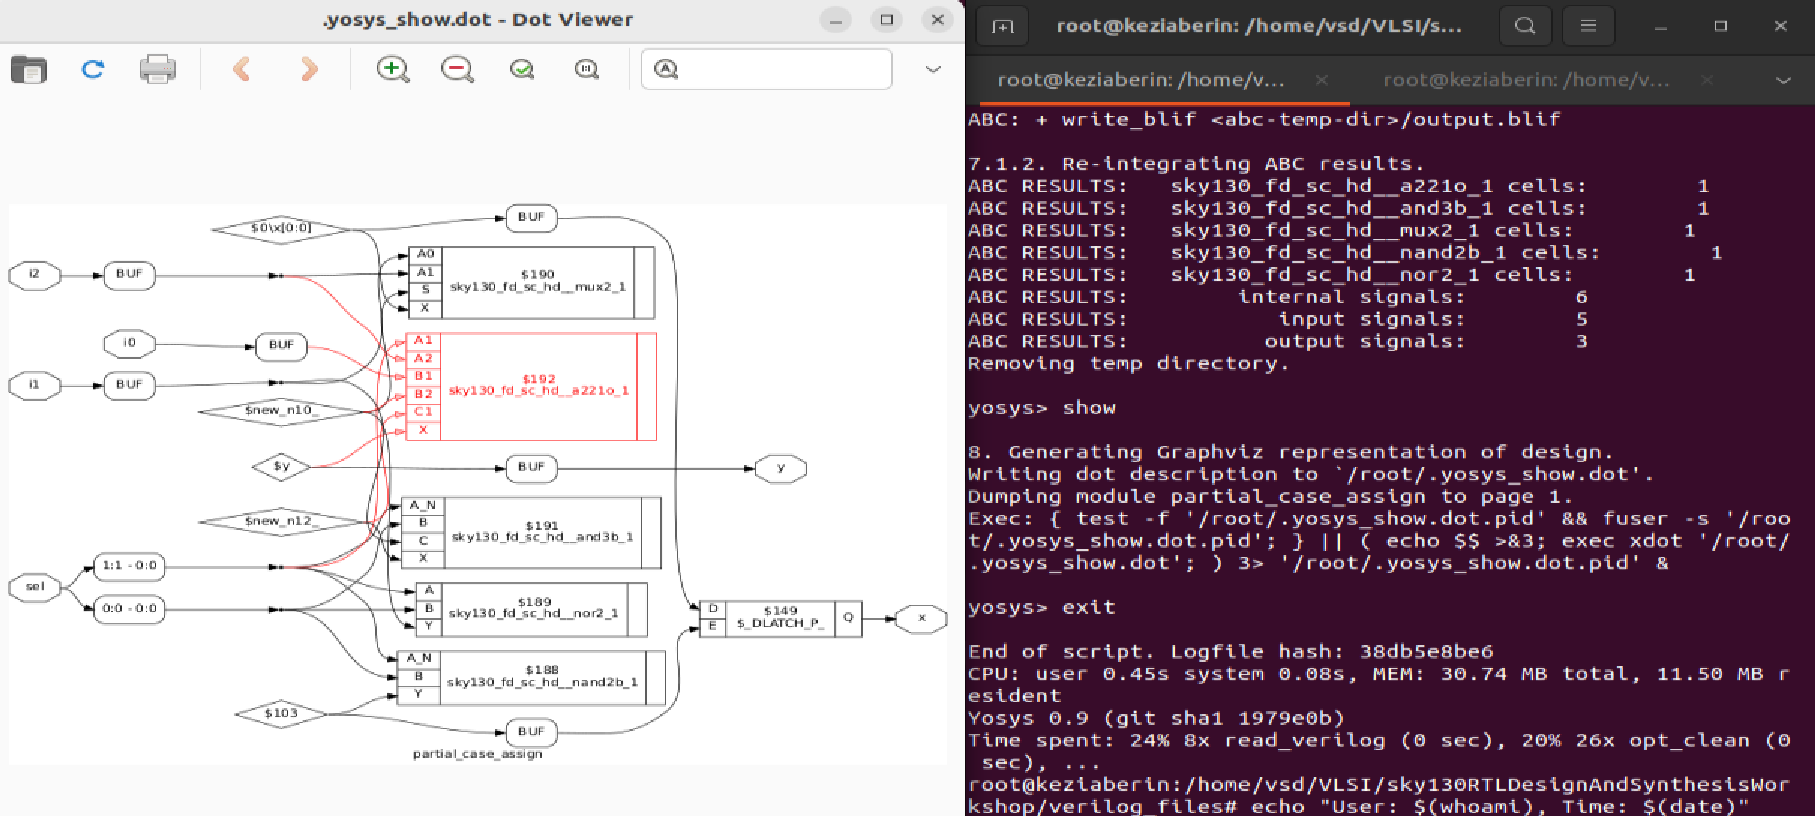 .yosys_show.dot - Dot Viewer
$0\x[0:0]
BUF
i2
BUF
A0
A1
S
X
$190
sky130_fd_sc_hd__mux2_1
i0
BUF
i1
BUF
A1
A2
B1
B2
C1
X
$192
sky130_fd_sc_hd__a221o_1
$new_n10_
$y
BUF
y
$new_n12_
A_N
B
C
X
$191
sky130_fd_sc_hd__and3b_1
sel
1:1 - 0:0
0:0 - 0:0
A
B
Y
$189
sky130_fd_sc_hd__nor2_1
D
E
$149
$_DLATCH_P_
Q
x
A_N
B
Y
$188
sky130_fd_sc_hd__nand2b_1
$103
BUF
partial_case_assign
root@keziaberin: /home/vsd/VLSI/s...
root@keziaberin: /home/v...
root@keziaberin: /home/v...
ABC: + write_blif <abc-temp-dir>/output.blif
7.1.2. Re-integrating ABC results.
ABC RESULTS:   sky130_fd_sc_hd__a221o_1 cells:        1
ABC RESULTS:   sky130_fd_sc_hd__and3b_1 cells:        1
ABC RESULTS:   sky130_fd_sc_hd__mux2_1 cells:        1
ABC RESULTS:   sky130_fd_sc_hd__nand2b_1 cells:        1
ABC RESULTS:   sky130_fd_sc_hd__nor2_1 cells:        1
ABC RESULTS:        internal signals:        6
ABC RESULTS:           input signals:        5
ABC RESULTS:          output signals:        3
Removing temp directory.
yosys> show
8. Generating Graphviz representation of design.
Writing dot description to `/root/.yosys_show.dot'.
Dumping module partial_case_assign to page 1.
Exec: { test -f '/root/.yosys_show.dot.pid' && fuser -s '/roo
t/.yosys_show.dot.pid'; } || ( echo $$ >&3; exec xdot '/root/
.yosys_show.dot'; ) 3> '/root/.yosys_show.dot.pid' &
yosys> exit
End of script. Logfile hash: 38db5e8be6
CPU: user 0.45s system 0.08s, MEM: 30.74 MB total, 11.50 MB r
esident
Yosys 0.9 (git sha1 1979e0b)
Time spent: 24% 8x read_verilog (0 sec), 20% 26x opt_clean (0
 sec), ...
root@keziaberin:/home/vsd/VLSI/sky130RTLDesignAndSynthesisWor
kshop/verilog_files# echo "User: $(whoami), Time: $(date)"